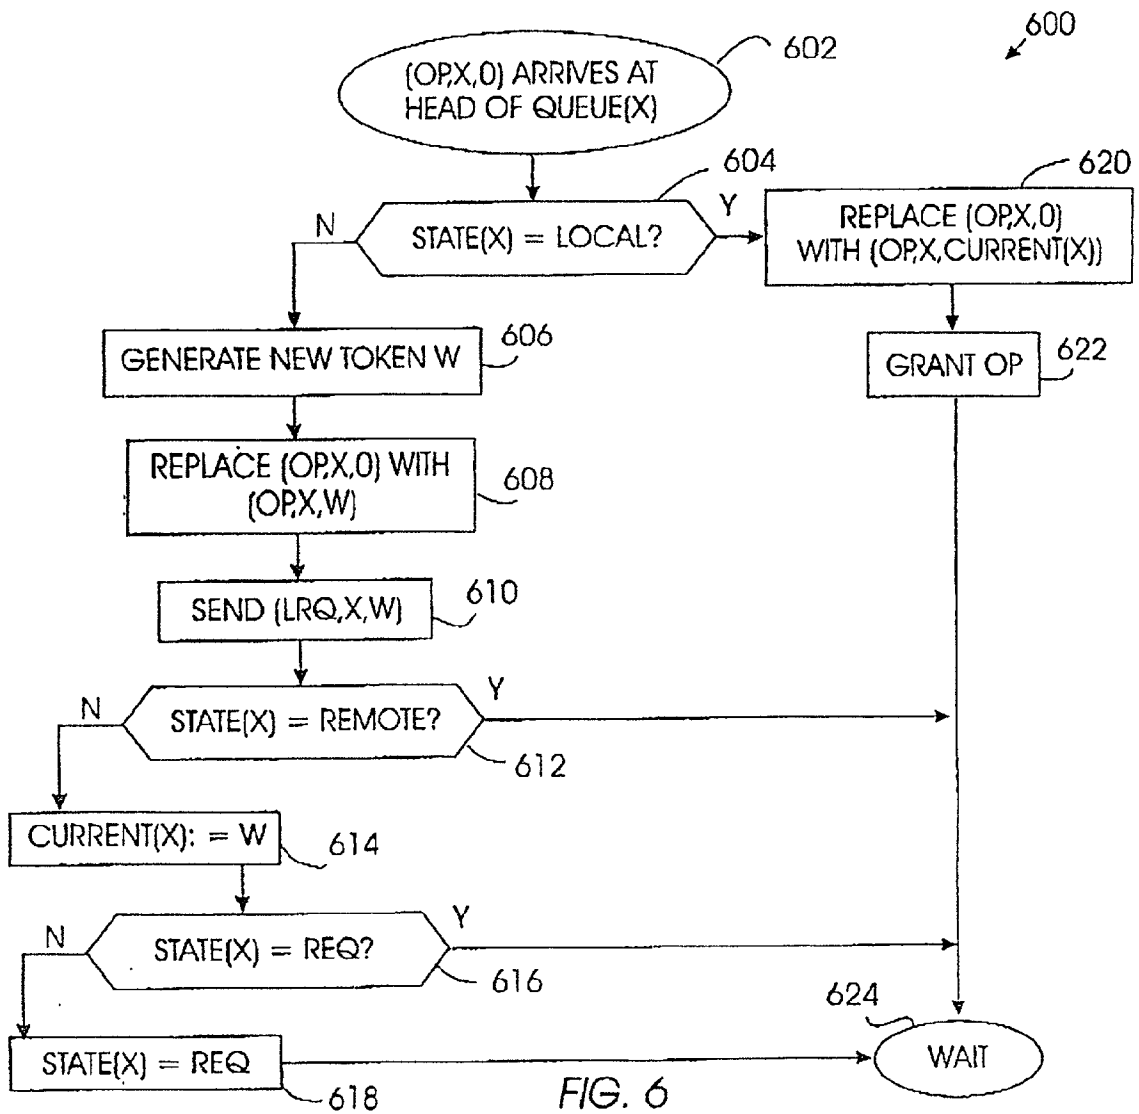 600
602
(OP,X,0) ARRIVES AT
HEAD OF QUEUE(X)
604
620
N
STATE(X) = LOCAL?
Y
REPLACE (OP,X,0)
WITH (OP,X,CURRENT(X))
GENERATE NEW TOKEN W
606
GRANT OP
622
REPLACE (OP,X,0) WITH
(OP,X,W)
608
SEND (LRQ,X,W)
610
N
STATE(X) = REMOTE?
Y
612
CURRENT(X): = W
614
N
STATE(X) = REQ?
Y
616
624
STATE(X) = REQ
618
WAIT
FIG. 6